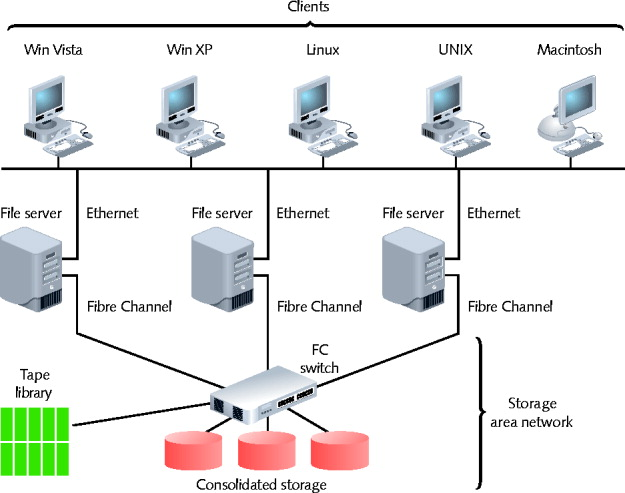 Clients
Win Vista
Win XP
Linux
UNIX
Macintosh
File server
Ethernet
File server
Ethernet
File server
Ethernet
Fibre Channel
Fibre Channel
Fibre Channel
FC
switch
Tape
library
Storage
area network
Consolidated storage